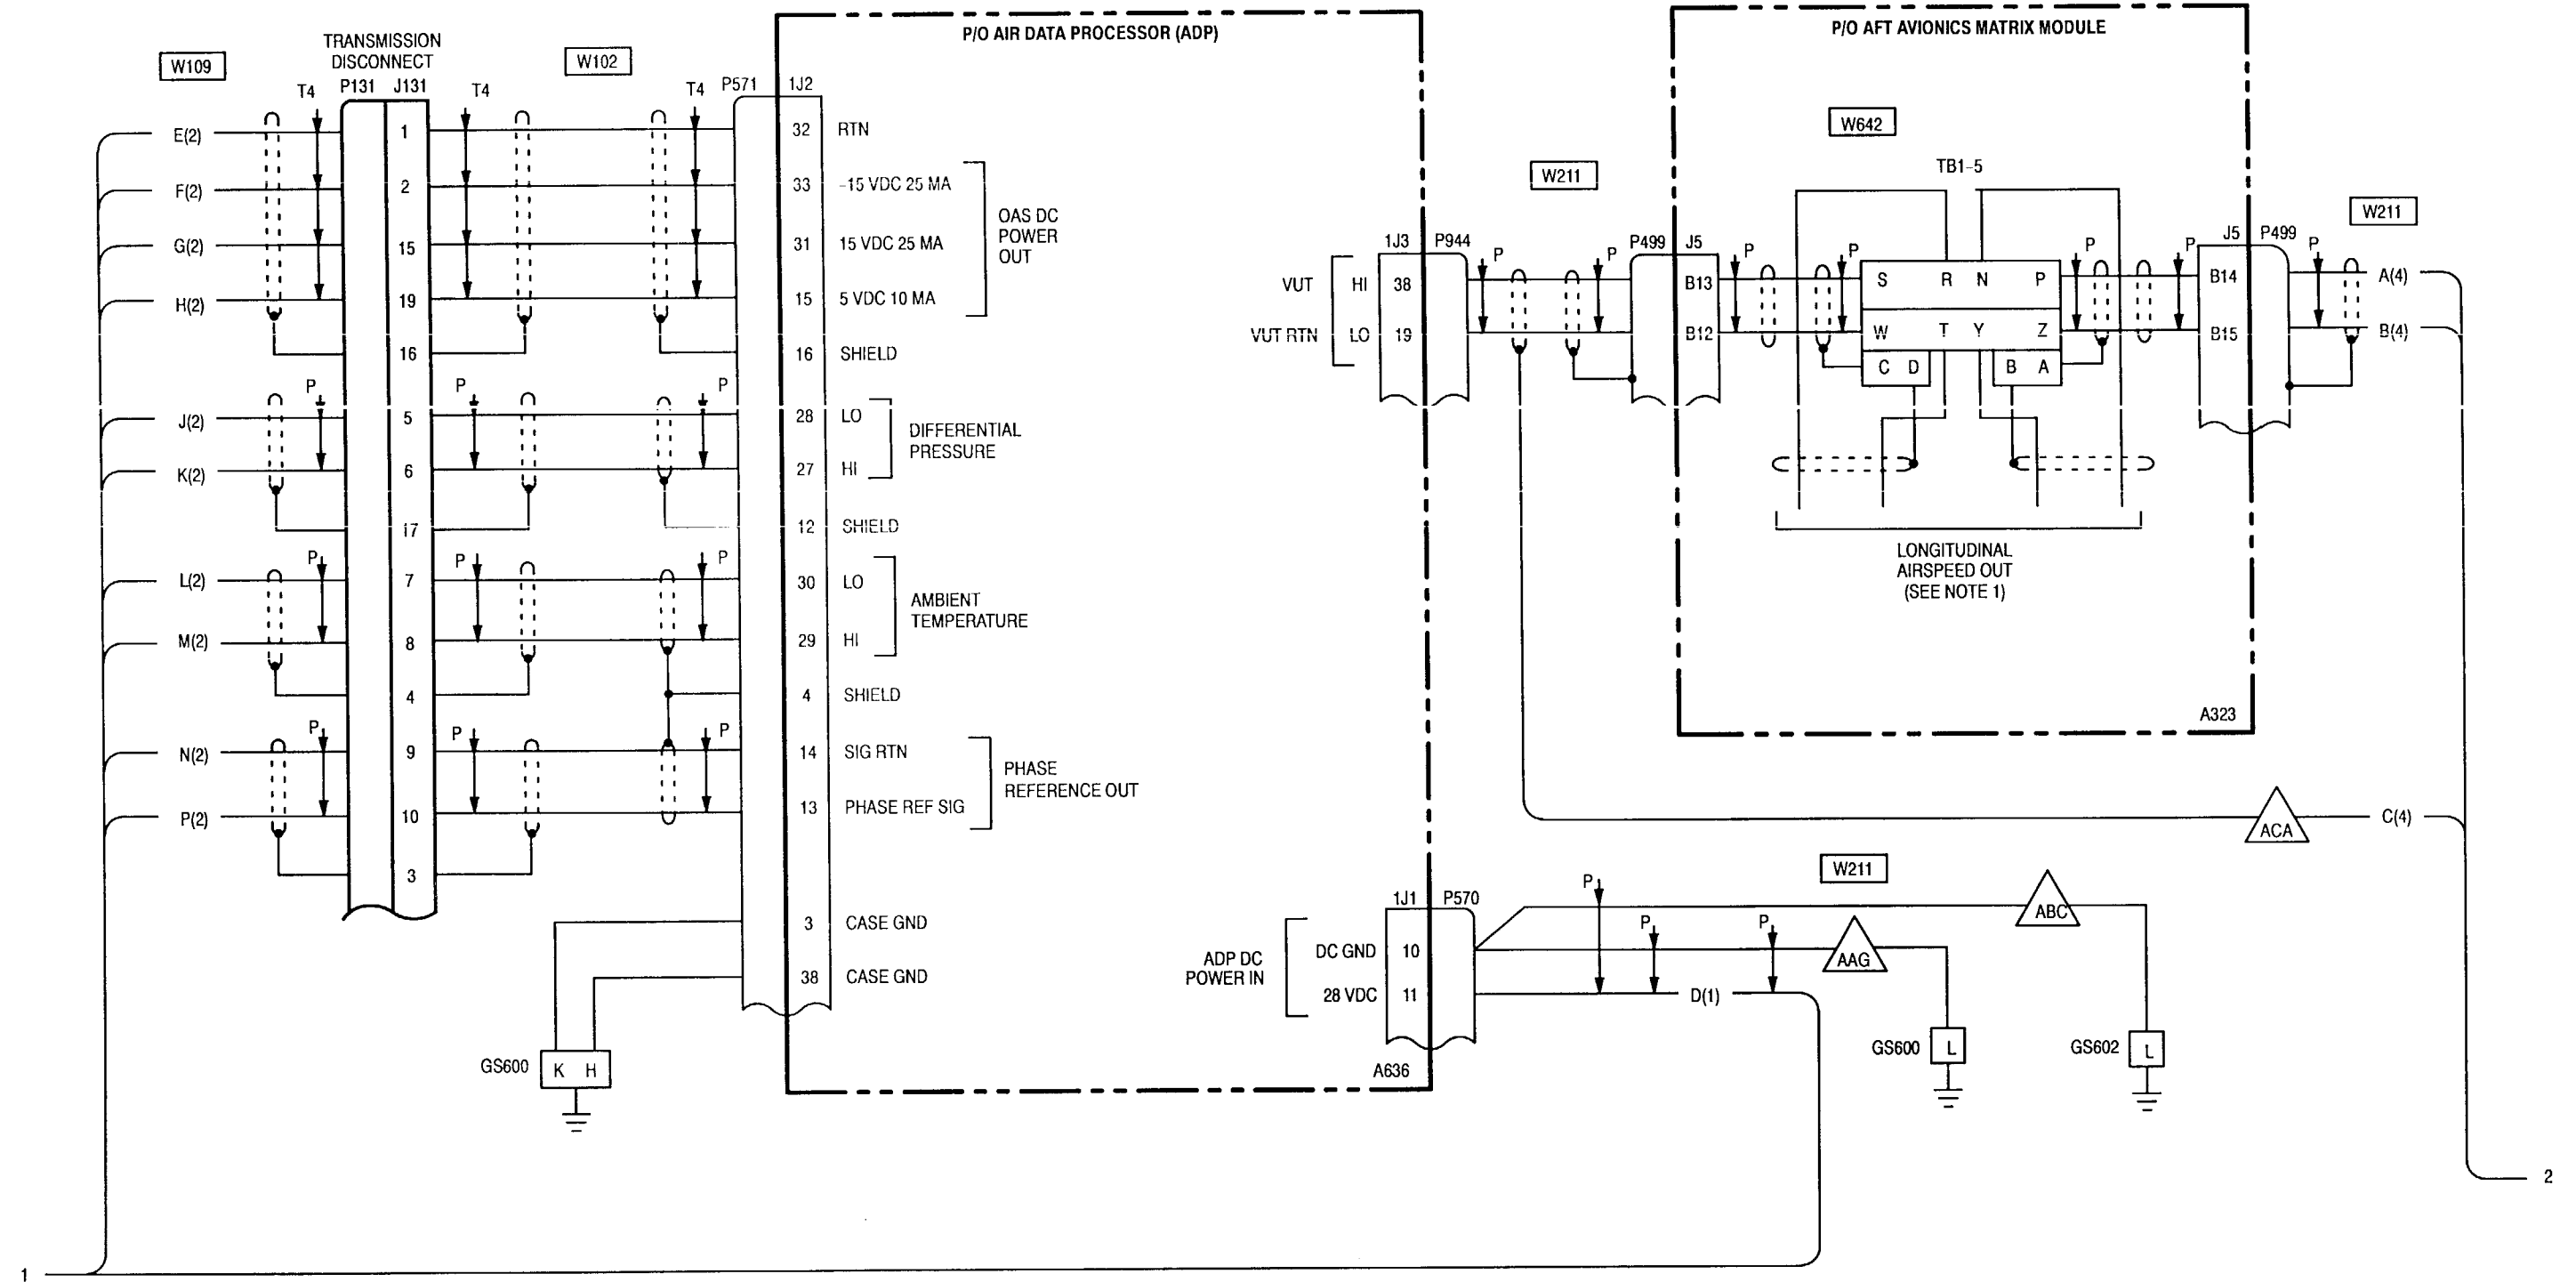 P/O AIR DATA PROCESSOR (ADP)
P/O AFT AVIONICS MATRIX MODULE
TRANSMISSION
DISCONNECT
W109
W102
P131 J131
T4
T4
T4
P571 1J2
E(2) 1 32 RTN
F(2) 2 33 -15 VDC 25 MA
G(2) 15 31 15 VDC 25 MA
H(2) 19 15 5 VDC 10 MA
OAS DC
POWER
OUT
16 16 SHIELD
P P P
J(2) 5 28 LO
K(2) 6 27 HI
DIFFERENTIAL
PRESSURE
17 12 SHIELD
P P P
L(2) 7 30 LO
M(2) 8 29 HI
AMBIENT
TEMPERATURE
4 4 SHIELD
P P P
N(2) 9 14 SIG RTN
P(2) 10 13 PHASE REF SIG
PHASE
REFERENCE OUT
3
3 CASE GND
38 CASE GND
GS600 K H
W642
W211
TB1-5
W211
1J3 P944 P P P499 J5 P P P P J5 P499 P
VUT HI 38 B13 S R N P B14 A(4)
VUT RTN LO 19 B12 W T Y Z B15 B(4)
C D B A
LONGITUDINAL
AIRSPEED OUT
(SEE NOTE 1)
A323
ACA C(4)
W211
1J1 P570 P
ABC
P P
DC GND 10 AAG
ADP DC
POWER IN
28 VDC 11 D(1)
GS600 L
GS602 L
A636
2
1